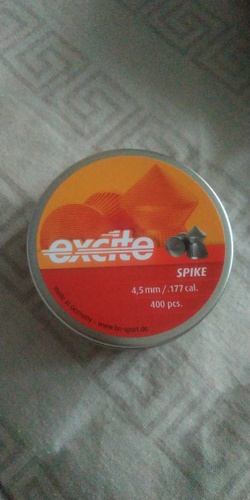 excite
SPIKE
4,5 mm / .177 cal.
400 pcs.
made in Germany - www.hn-sport.de